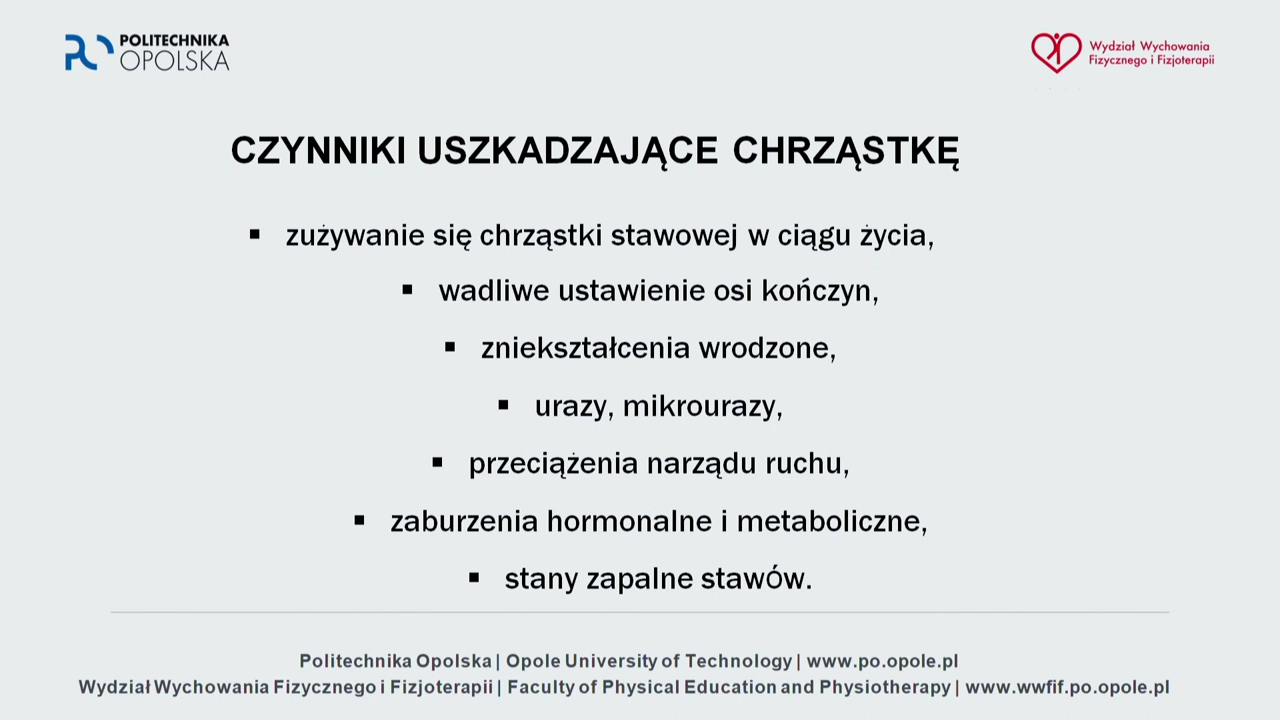 POLITECHNIKA
OPOLSKA
Wydział Wychowania
Fizycznego i Fizjoterapii
CZYNNIKI USZKADZAJĄCE CHRZĄSTKĘ
▪ zużywanie się chrząstki stawowej w ciągu życia,
▪ wadliwe ustawienie osi kończyn,
▪ zniekształcenia wrodzone,
▪ urazy, mikrourazy,
▪ przeciążenia narządu ruchu,
▪ zaburzenia hormonalne i metaboliczne,
▪ stany zapalne stawów.
Politechnika Opolska | Opole University of Technology | www.po.opole.pl
Wydział Wychowania Fizycznego i Fizjoterapii | Faculty of Physical Education and Physiotherapy | www.wwfif.po.opole.pl